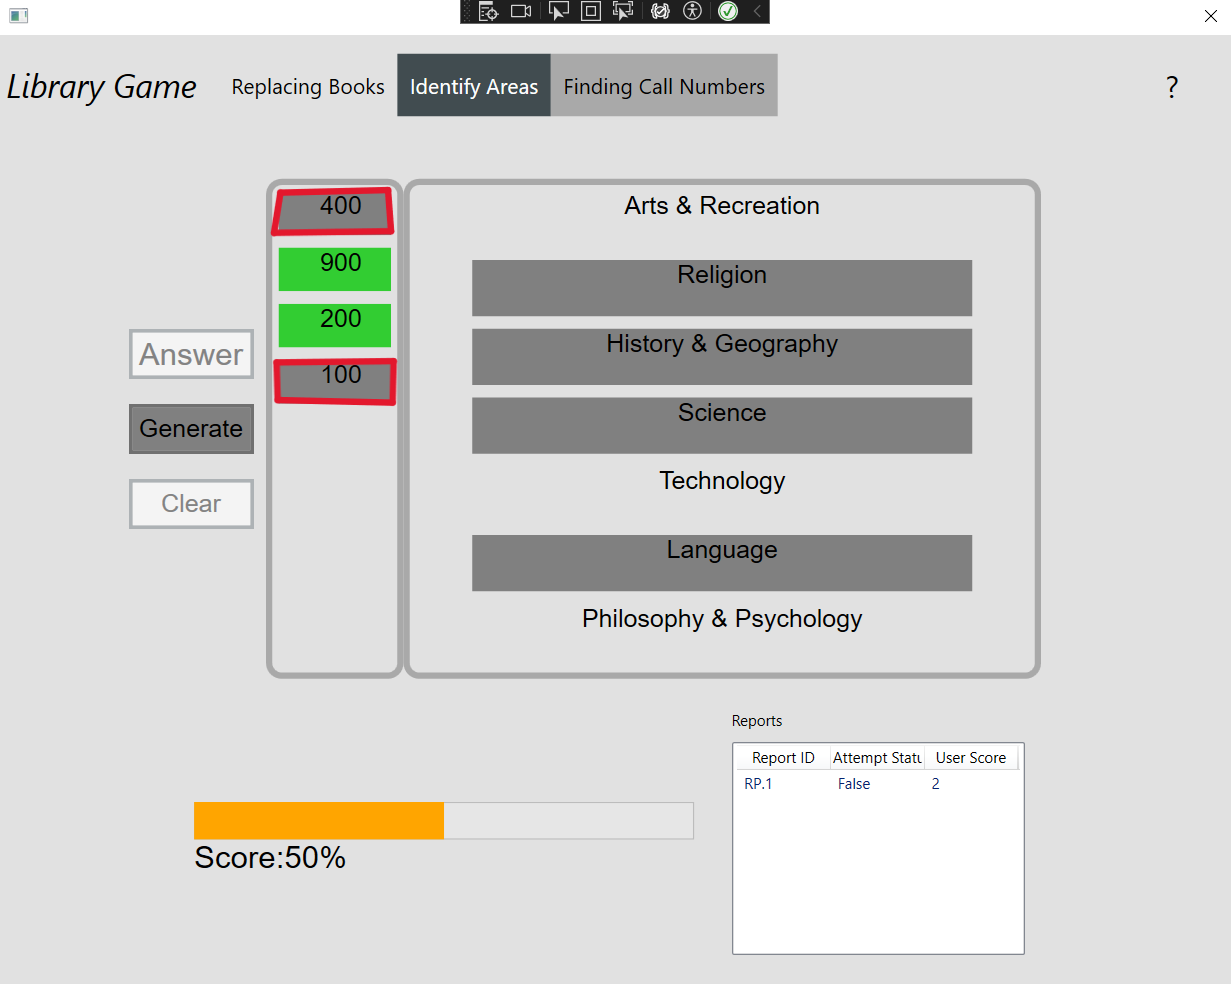 Library Game
Replacing Books
Identify Areas
Finding Call Numbers
?
400
900
200
100
Answer
Generate
Clear
Arts & Recreation
Religion
History & Geography
Science
Technology
Language
Philosophy & Psychology
Reports
Report ID Attempt Statu User Score
RP.1 False 2
Score:50%